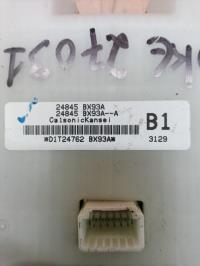 24845 BX93A
24845 BX93A--A
CalsonicKansei
B1
*D1T24762 BX93A*
3129